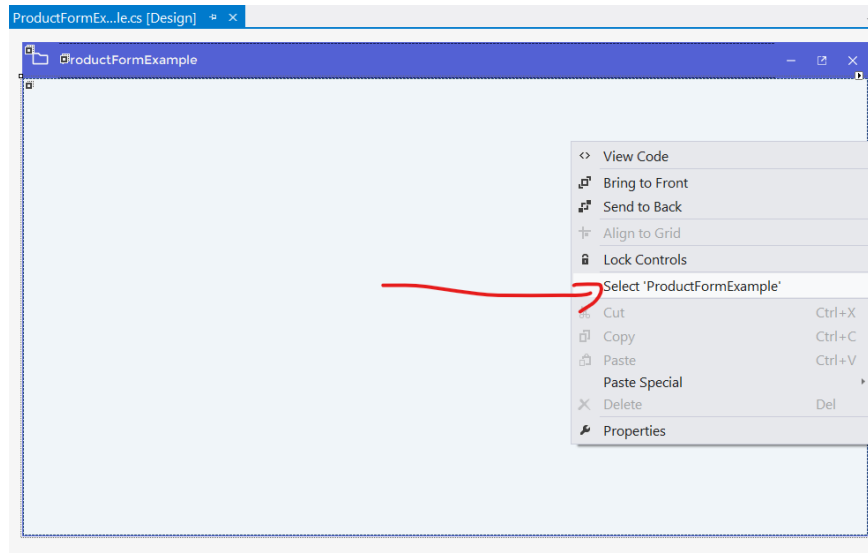 ProductFormEx...le.cs [Design]
ProductFormExample
View Code
Bring to Front
Send to Back
Align to Grid
Lock Controls
Select 'ProductFormExample'
Cut Ctrl+X
Copy Ctrl+C
Paste Ctrl+V
Paste Special
Delete Del
Properties